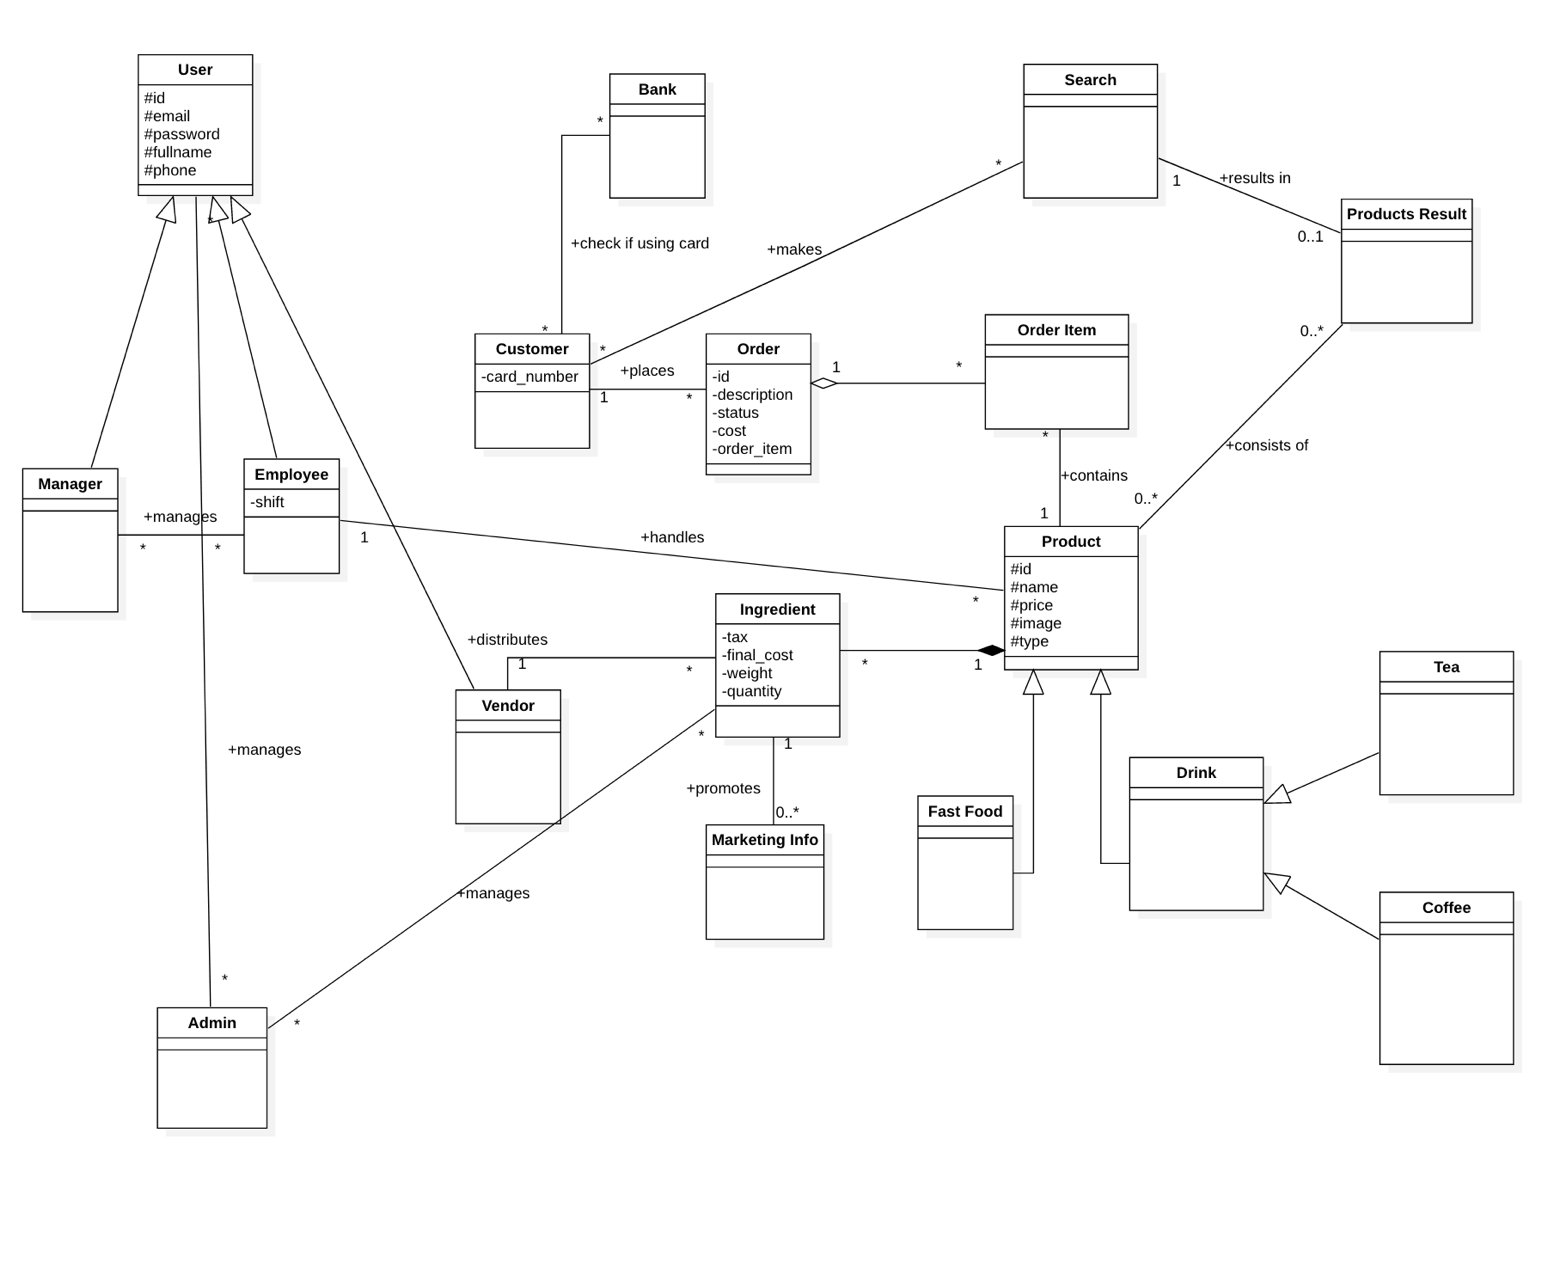 User
#id
#email
#password
#fullname
#phone
*
Bank
*
+check if using card
*
Search
*
1
+results in
0..1
Products Result
0..*
+makes
*
Customer
-card_number
+places
1
*
Order
-id
-description
-status
-cost
-order_item
1
*
Order Item
*
+contains
1
+consists of
0..*
Manager
+manages
*
*
Employee
-shift
1
+handles
*
Product
#id
#name
#price
#image
#type
1
*
Ingredient
-tax
-final_cost
-weight
-quantity
+distributes
1
*
Vendor
*
1
+promotes
0..*
Marketing Info
+manages
+manages
*
*
Admin
Fast Food
Drink
Tea
Coffee